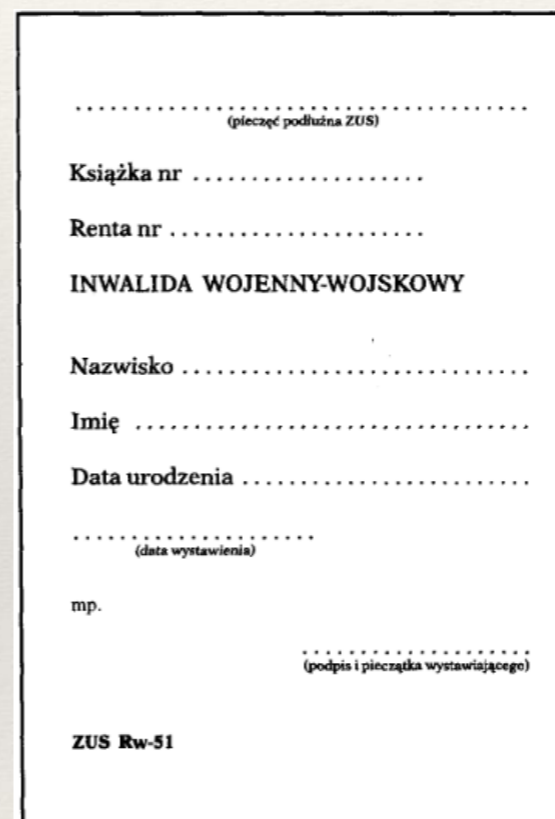 ........................................
(pieczęć podłużna ZUS)
Książka nr ....................
Renta nr ......................
INWALIDA WOJENNY-WOJSKOWY
Nazwisko ..............................
Imię ..................................
Data urodzenia .........................
.....................
(data wystawienia)
mp.
....................
(podpis i pieczątka wystawiającego)
ZUS Rw-51